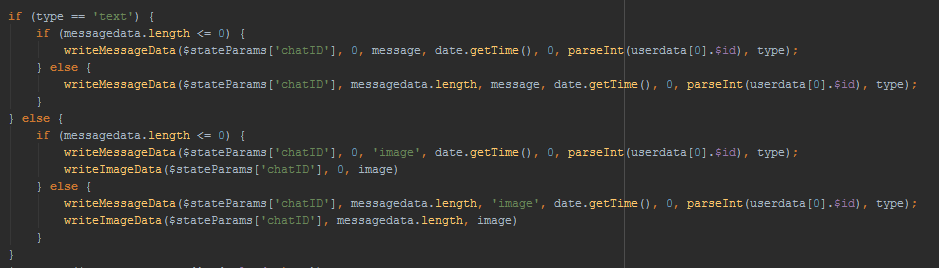 if (type == 'text') {
    if (messagedata.length <= 0) {
        writeMessageData($stateParams['chatID'], 0, message, date.getTime(), 0, parseInt(userdata[0].$id), type);
    } else {
        writeMessageData($stateParams['chatID'], messagedata.length, message, date.getTime(), 0, parseInt(userdata[0].$id), type);
    }
} else {
    if (messagedata.length <= 0) {
        writeMessageData($stateParams['chatID'], 0, 'image', date.getTime(), 0, parseInt(userdata[0].$id), type);
        writeImageData($stateParams['chatID'], 0, image)
    } else {
        writeMessageData($stateParams['chatID'], messagedata.length, 'image', date.getTime(), 0, parseInt(userdata[0].$id), type);
        writeImageData($stateParams['chatID'], messagedata.length, image)
    }
}